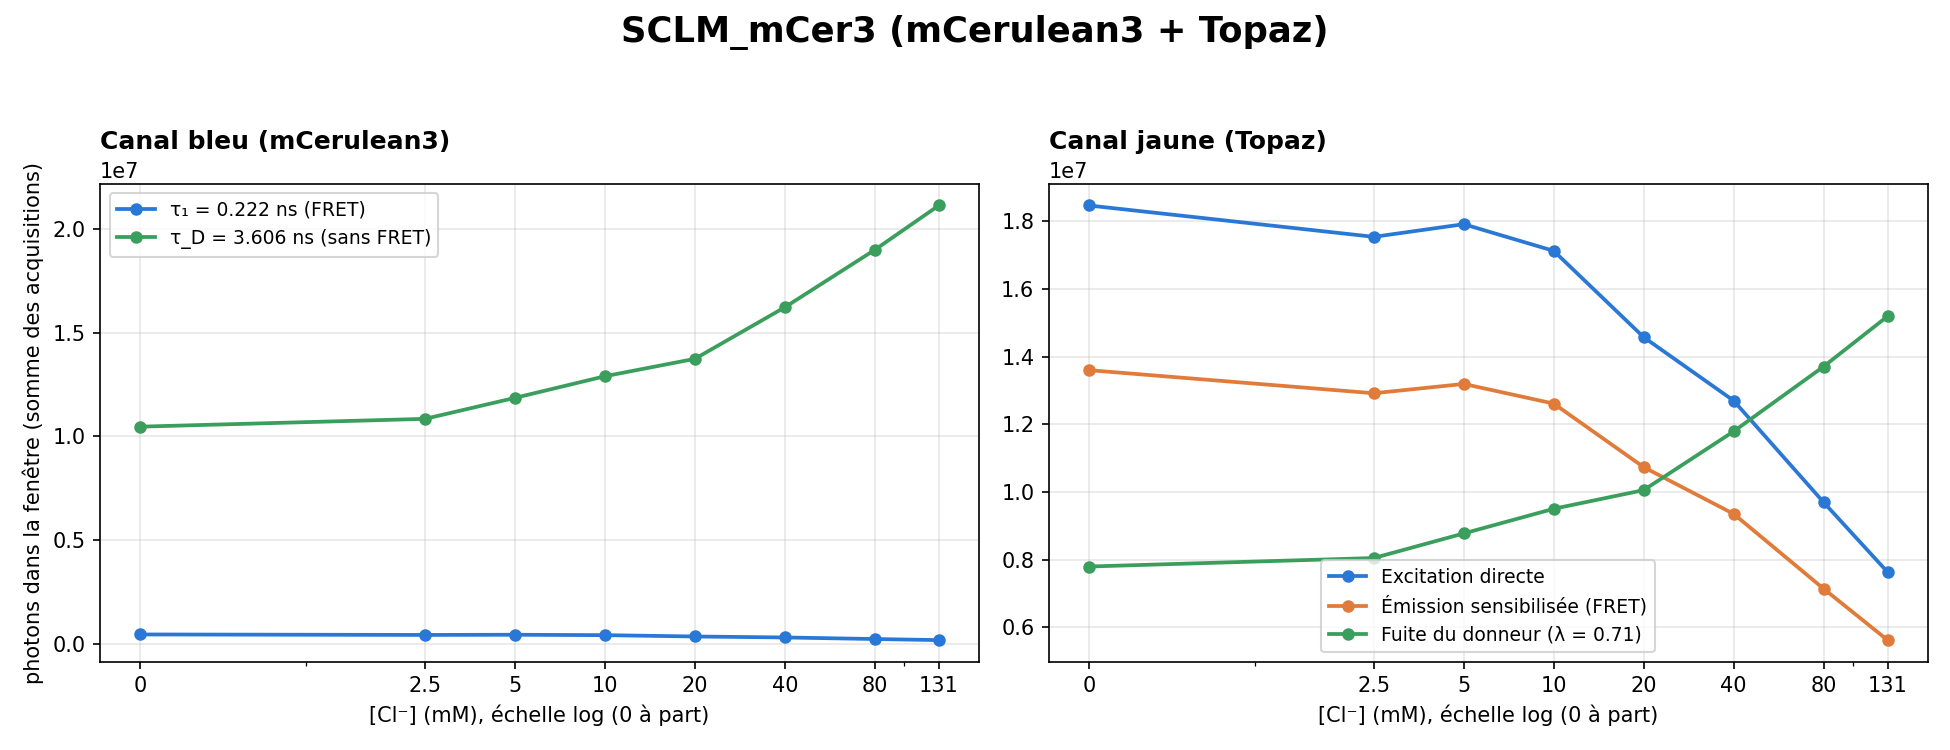 SCLM_mCer3 (mCerulean3 + Topaz)
Canal bleu (mCerulean3)
1e7
photons dans la fenêtre (somme des acquisitions)
2.0
1.5
1.0
0.5
0.0
τ₁ = 0.222 ns (FRET)
τ_D = 3.606 ns (sans FRET)
0 2.5 5 10 20 40 80 131
[Cl⁻] (mM), échelle log (0 à part)
Canal jaune (Topaz)
1e7
1.8
1.6
1.4
1.2
1.0
0.8
0.6
Excitation directe
Émission sensibilisée (FRET)
Fuite du donneur (λ = 0.71)
0 2.5 5 10 20 40 80 131
[Cl⁻] (mM), échelle log (0 à part)